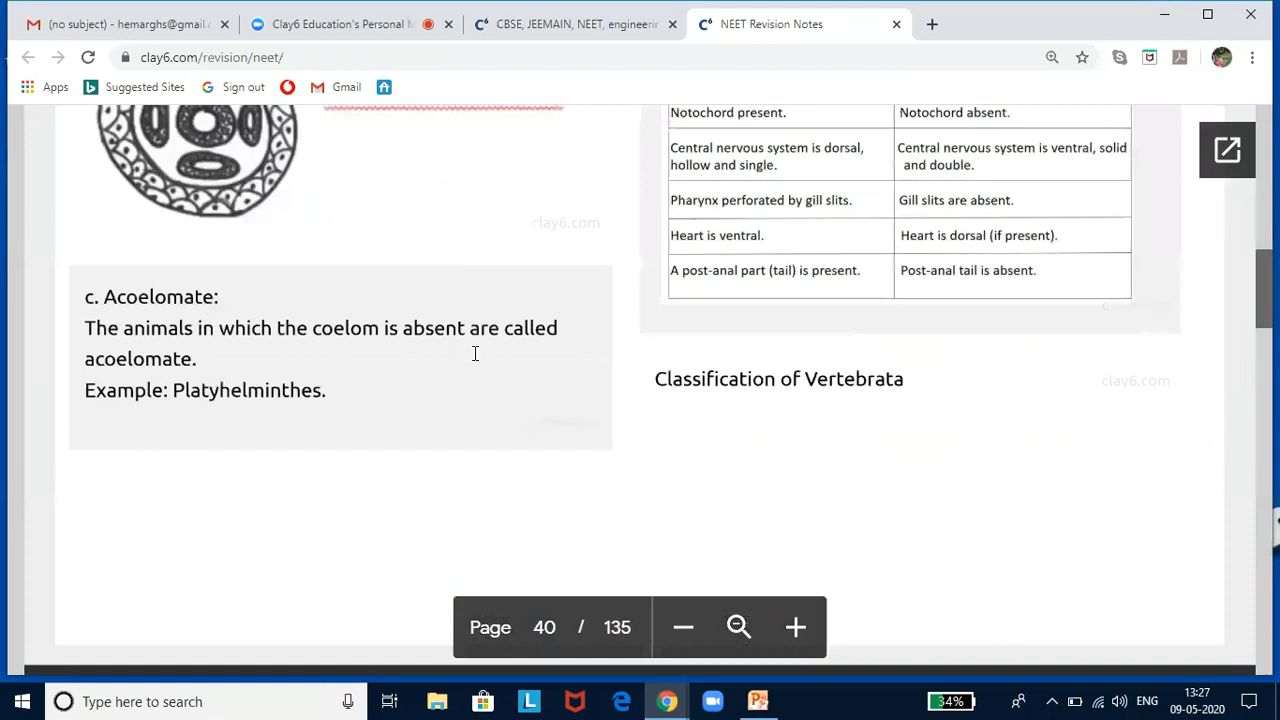 (no subject) - hemarghs@gmail.
Clay6 Education's Personal M
CBSE, JEEMAIN, NEET, engineerin
NEET Revision Notes
clay6.com/revision/neet/
Apps
Suggested Sites
Sign out
Gmail
clay6.com
c. Acoelomate:
The animals in which the coelom is absent are called
acoelomate.
Example: Platyhelminthes.
Notochord present.
Notochord absent.
Central nervous system is dorsal,
hollow and single.
Central nervous system is ventral, solid
and double.
Pharynx perforated by gill slits.
Gill slits are absent.
Heart is ventral.
Heart is dorsal (if present).
A post-anal part (tail) is present.
Post-anal tail is absent.
Classification of Vertebrata
clay6.com
Page 40 / 135
Type here to search
34%
ENG
13:27
09-05-2020